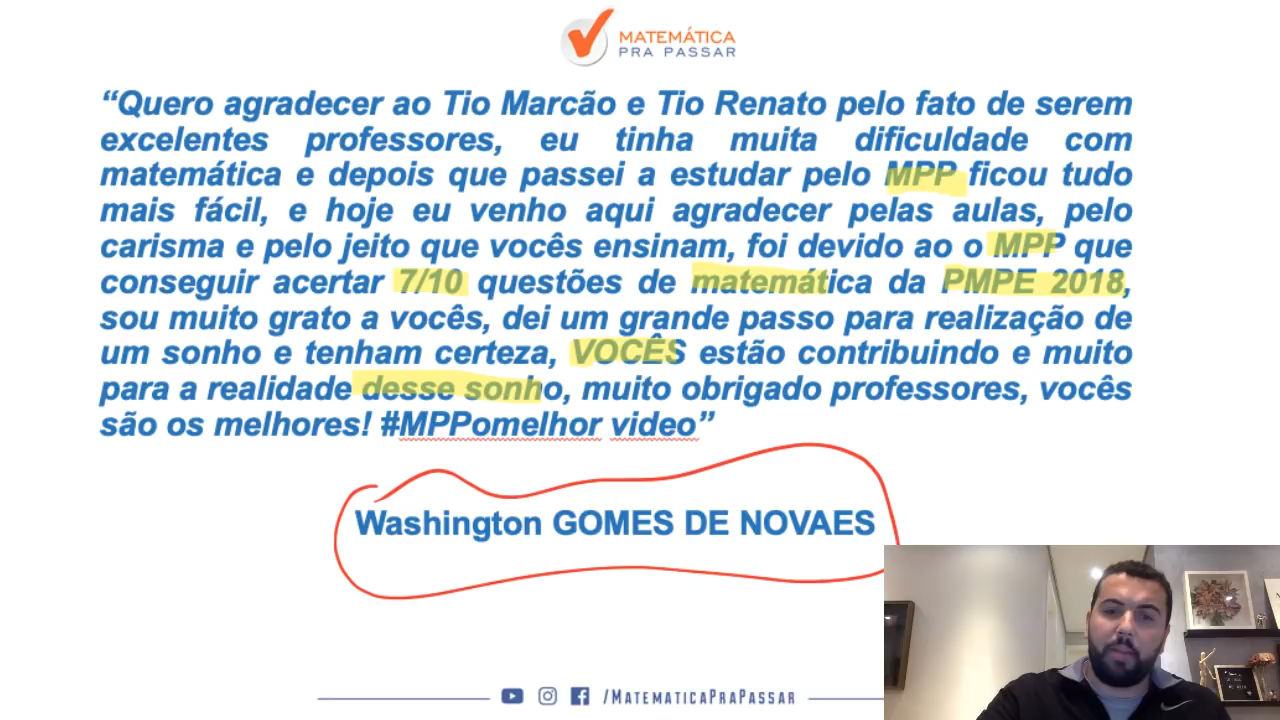 MATEMÁTICA
PRA PASSAR
“Quero agradecer ao Tio Marcão e Tio Renato pelo fato de serem
excelentes professores, eu tinha muita dificuldade com
matemática e depois que passei a estudar pelo MPP ficou tudo
mais fácil, e hoje eu venho aqui agradecer pelas aulas, pelo
carisma e pelo jeito que vocês ensinam, foi devido ao o MPP que
conseguir acertar 7/10 questões de matemática da PMPE 2018,
sou muito grato a vocês, dei um grande passo para realização de
um sonho e tenham certeza, VOCÊS estão contribuindo e muito
para a realidade desse sonho, muito obrigado professores, vocês
são os melhores! #MPPomelhor video”
Washington GOMES DE NOVAES
/MATEMATICAPRAPASSAR